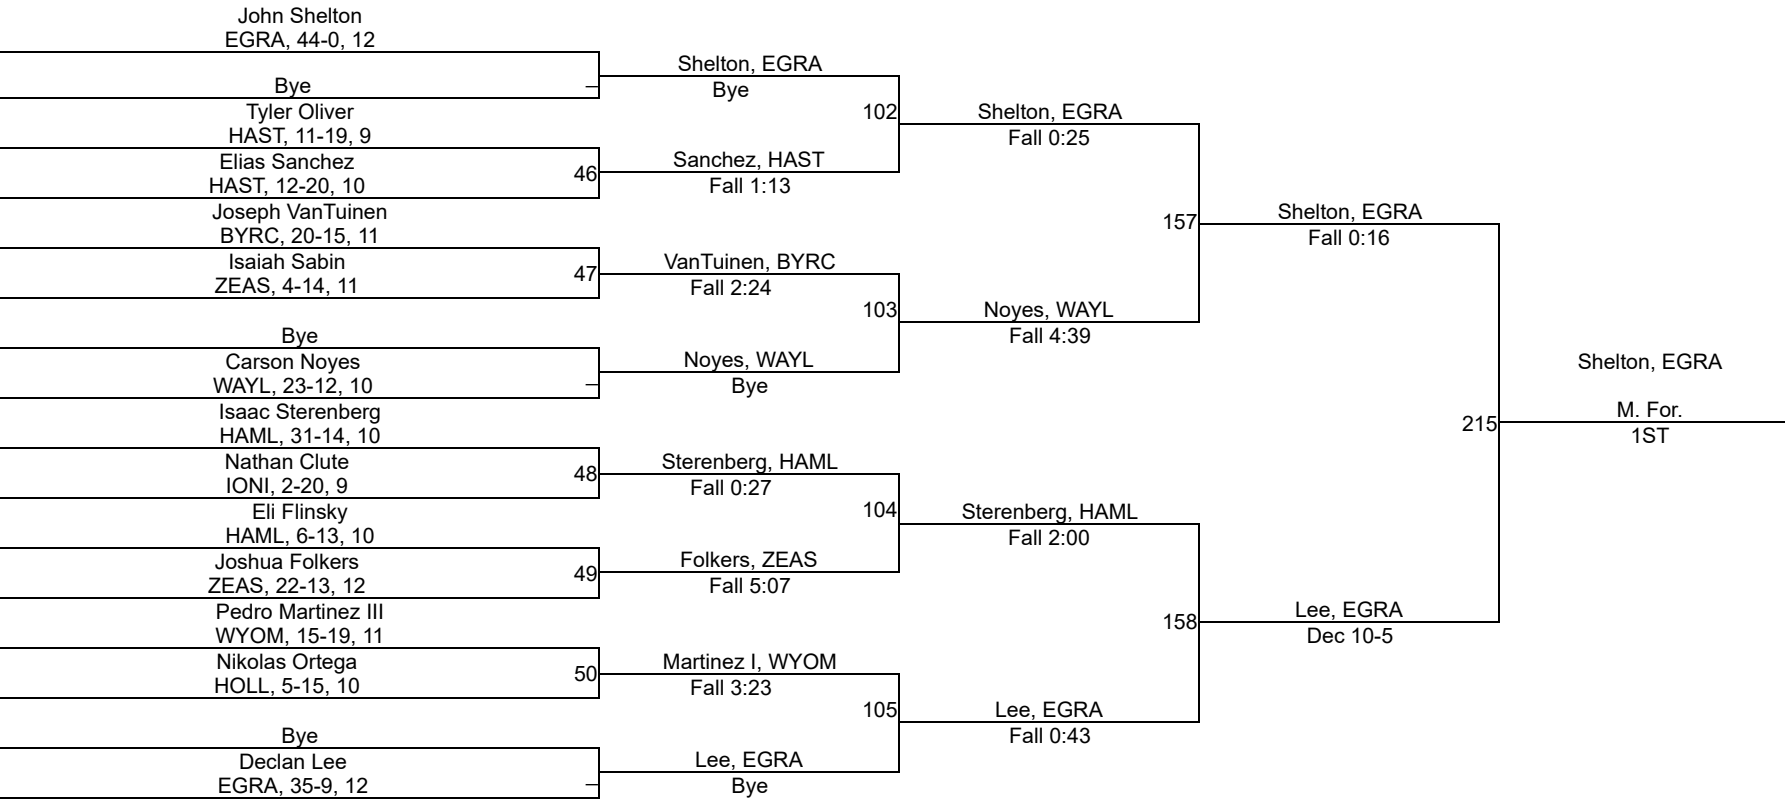 John Shelton
EGRA, 44-0, 12
Bye
Tyler Oliver
HAST, 11-19, 9
Elias Sanchez
HAST, 12-20, 10
Joseph VanTuinen
BYRC, 20-15, 11
Isaiah Sabin
ZEAS, 4-14, 11
Bye
Carson Noyes
WAYL, 23-12, 10
Isaac Sterenberg
HAML, 31-14, 10
Nathan Clute
IONI, 2-20, 9
Eli Flinsky
HAML, 6-13, 10
Joshua Folkers
ZEAS, 22-13, 12
Pedro Martinez III
WYOM, 15-19, 11
Nikolas Ortega
HOLL, 5-15, 10
Bye
Declan Lee
EGRA, 35-9, 12
–
46
47
–
48
49
50
–
Shelton, EGRA
Bye
Sanchez, HAST
Fall 1:13
VanTuinen, BYRC
Fall 2:24
Noyes, WAYL
Bye
Sterenberg, HAML
Fall 0:27
Folkers, ZEAS
Fall 5:07
Martinez I, WYOM
Fall 3:23
Lee, EGRA
Bye
102
103
104
105
Shelton, EGRA
Fall 0:25
Noyes, WAYL
Fall 4:39
Sterenberg, HAML
Fall 2:00
Lee, EGRA
Fall 0:43
157
158
Shelton, EGRA
Fall 0:16
Lee, EGRA
Dec 10-5
215
Shelton, EGRA
M. For.
1ST